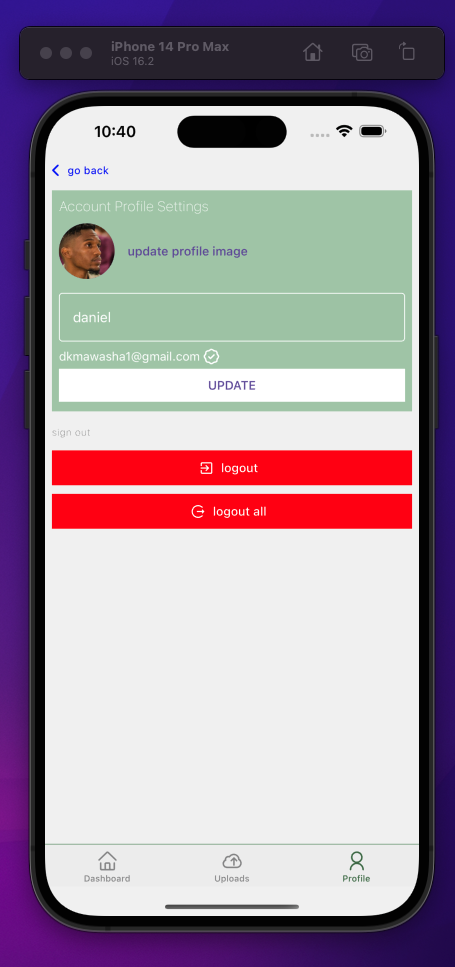 iPhone 14 Pro Max
iOS 16.2
10:40
go back
Account Profile Settings
update profile image
daniel
dkmawasha1@gmail.com
UPDATE
sign out
logout
logout all
Dashboard
Uploads
Profile